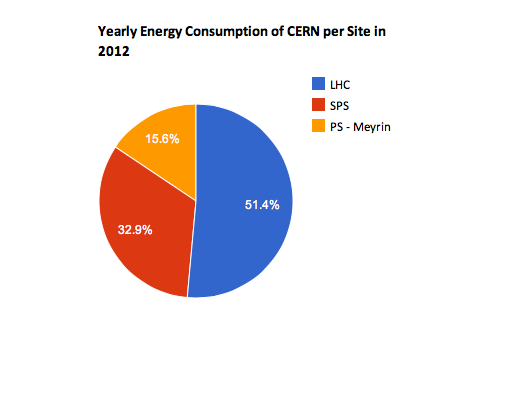 Yearly Energy Consumption of CERN per Site in
2012
LHC
SPS
PS - Meyrin
15.6%
51.4%
32.9%